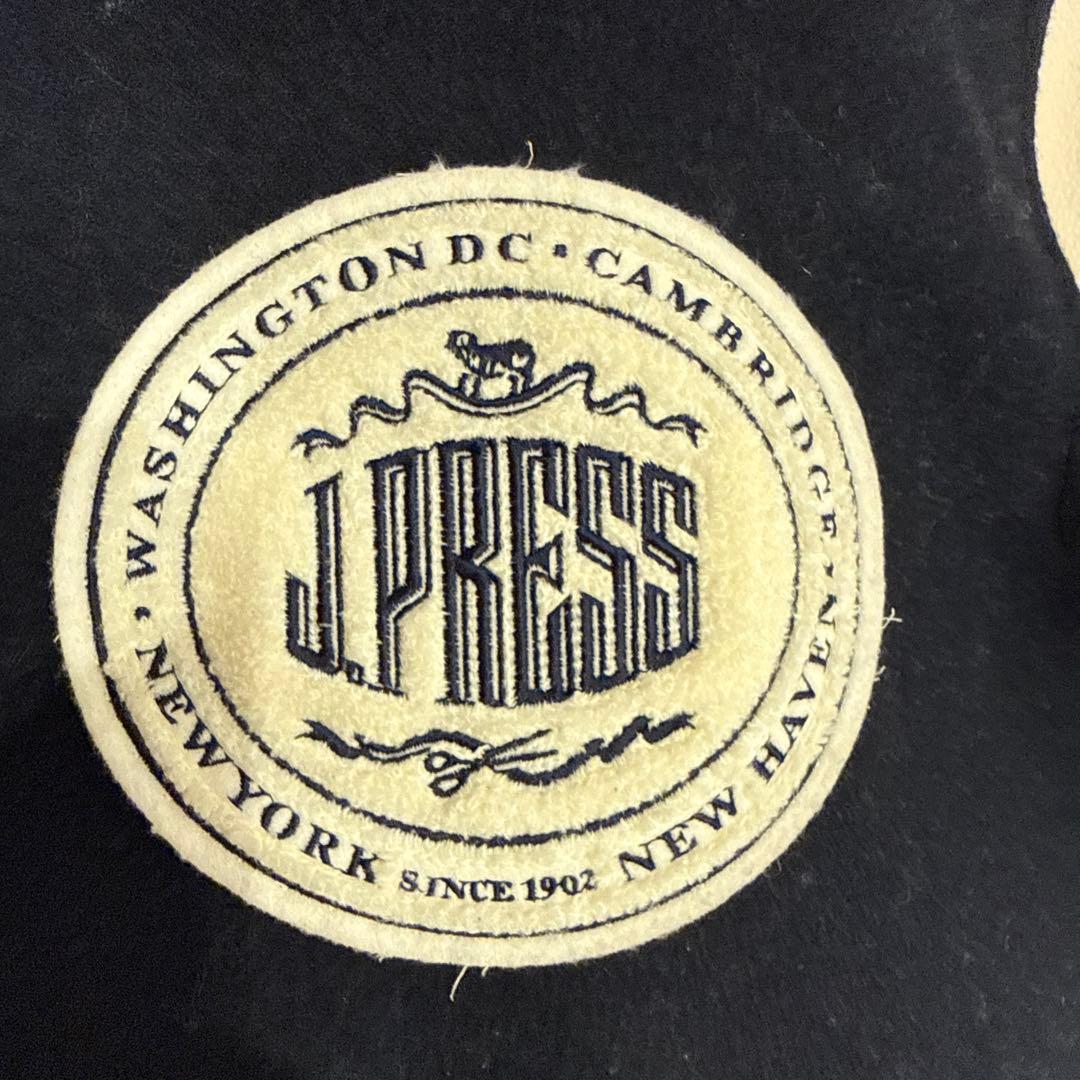 WASHINGTON DC • CAMBRIDGE •
J.PRESS
• NEW YORK
SINCE 1902
NEW HAVEN